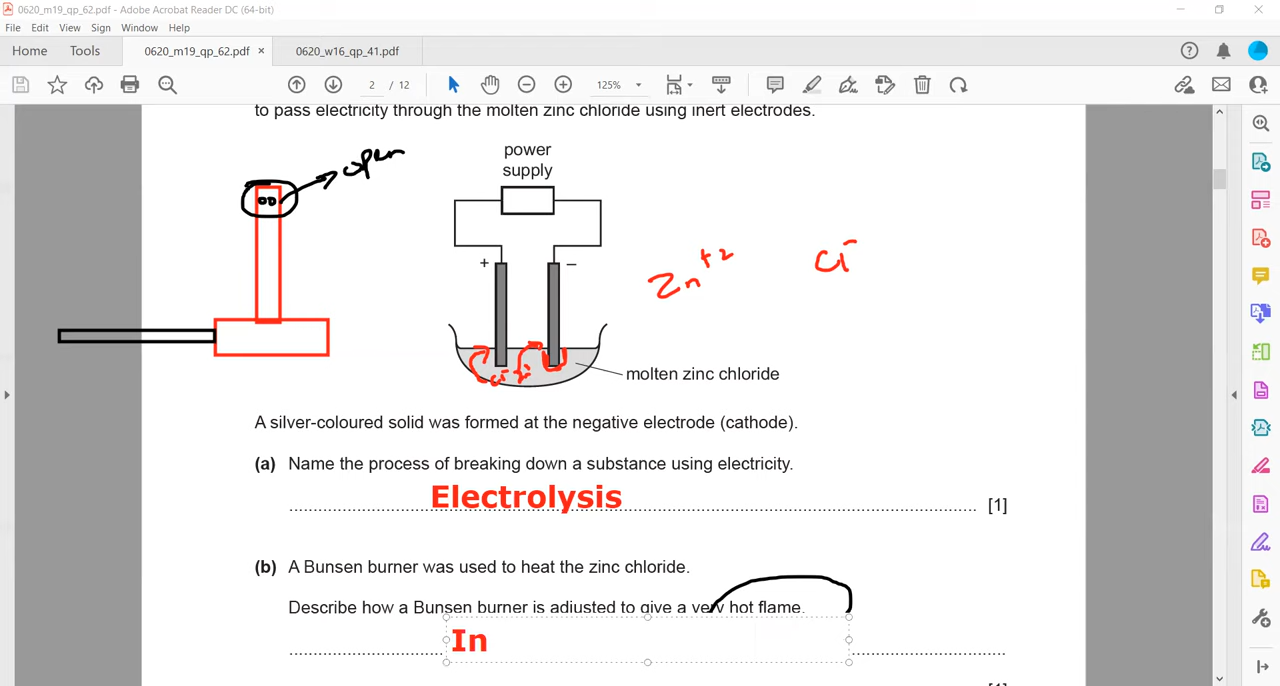 0620_m19_qp_62.pdf - Adobe Acrobat Reader DC (64-bit)
File Edit View Sign Window Help
Home Tools 0620_m19_qp_62.pdf × 0620_w16_qp_41.pdf
2 / 12 125%
to pass electricity through the molten zinc chloride using inert electrodes.
open
power
supply
+ –
Zn+2 Cl-
Cl-
molten zinc chloride
A silver-coloured solid was formed at the negative electrode (cathode).
(a) Name the process of breaking down a substance using electricity.
Electrolysis
[1]
(b) A Bunsen burner was used to heat the zinc chloride.
Describe how a Bunsen burner is adjusted to give a very hot flame.
In